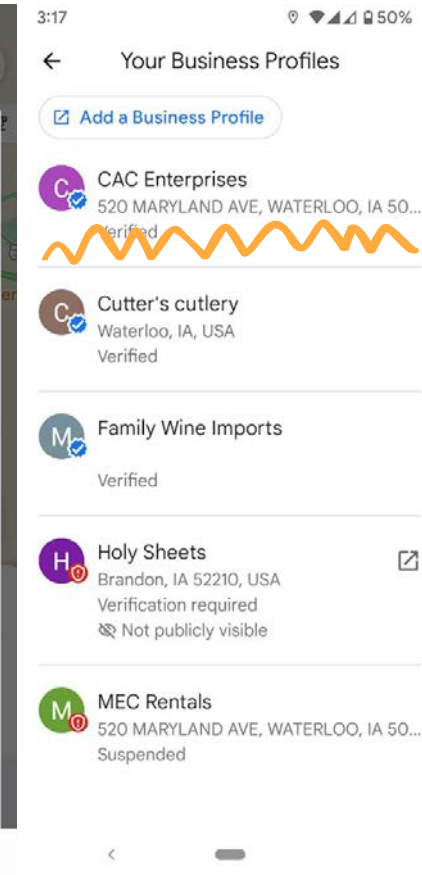 3:17
50%
Your Business Profiles
Add a Business Profile
C
CAC Enterprises
520 MARYLAND AVE, WATERLOO, IA 50...
Verified
C
Cutter's cutlery
Waterloo, IA, USA
Verified
M
Family Wine Imports
Verified
H
Holy Sheets
Brandon, IA 52210, USA
Verification required
Not publicly visible
M
MEC Rentals
520 MARYLAND AVE, WATERLOO, IA 50...
Suspended